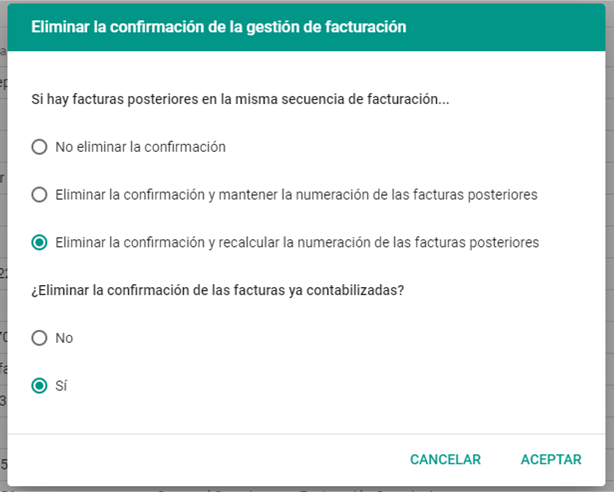 Eliminar la confirmación de la gestión de facturación
Si hay facturas posteriores en la misma secuencia de facturación...
No eliminar la confirmación
Eliminar la confirmación y mantener la numeración de las facturas posteriores
Eliminar la confirmación y recalcular la numeración de las facturas posteriores
¿Eliminar la confirmación de las facturas ya contabilizadas?
No
Sí
CANCELAR ACEPTAR